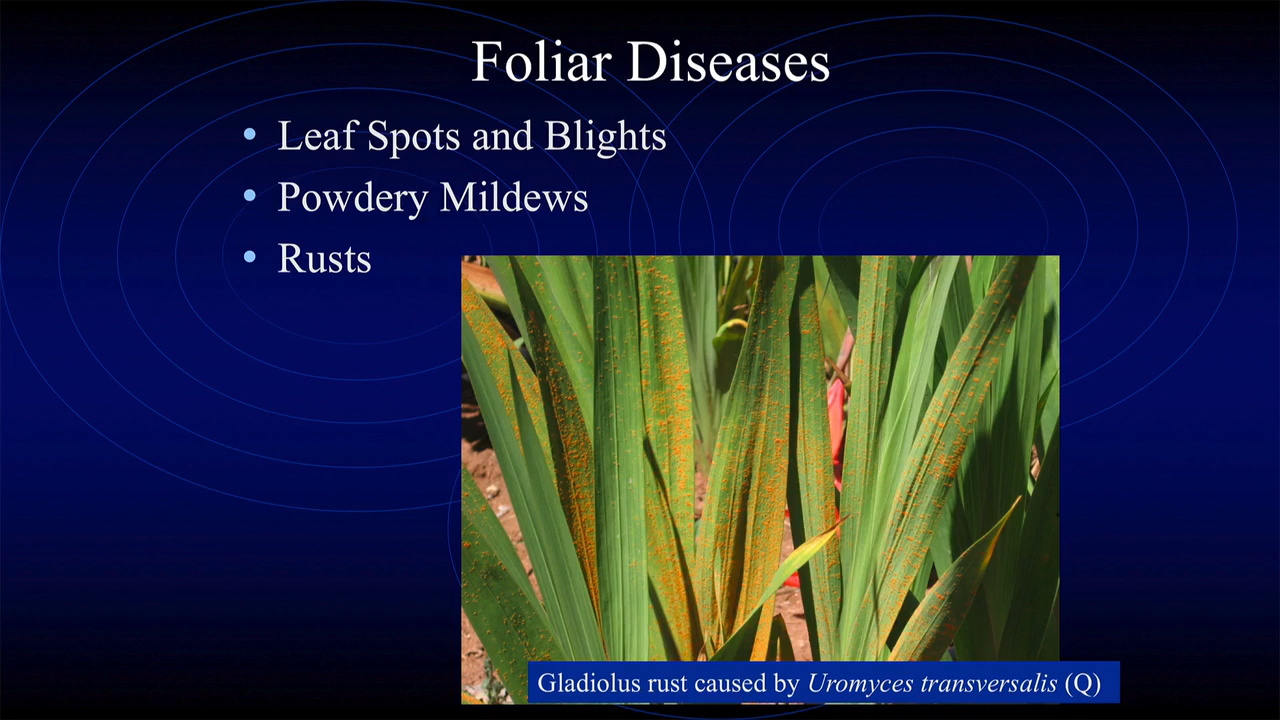 Foliar Diseases
• Leaf Spots and Blights
• Powdery Mildews
• Rusts
Gladiolus rust caused by Uromyces transversalis (Q)